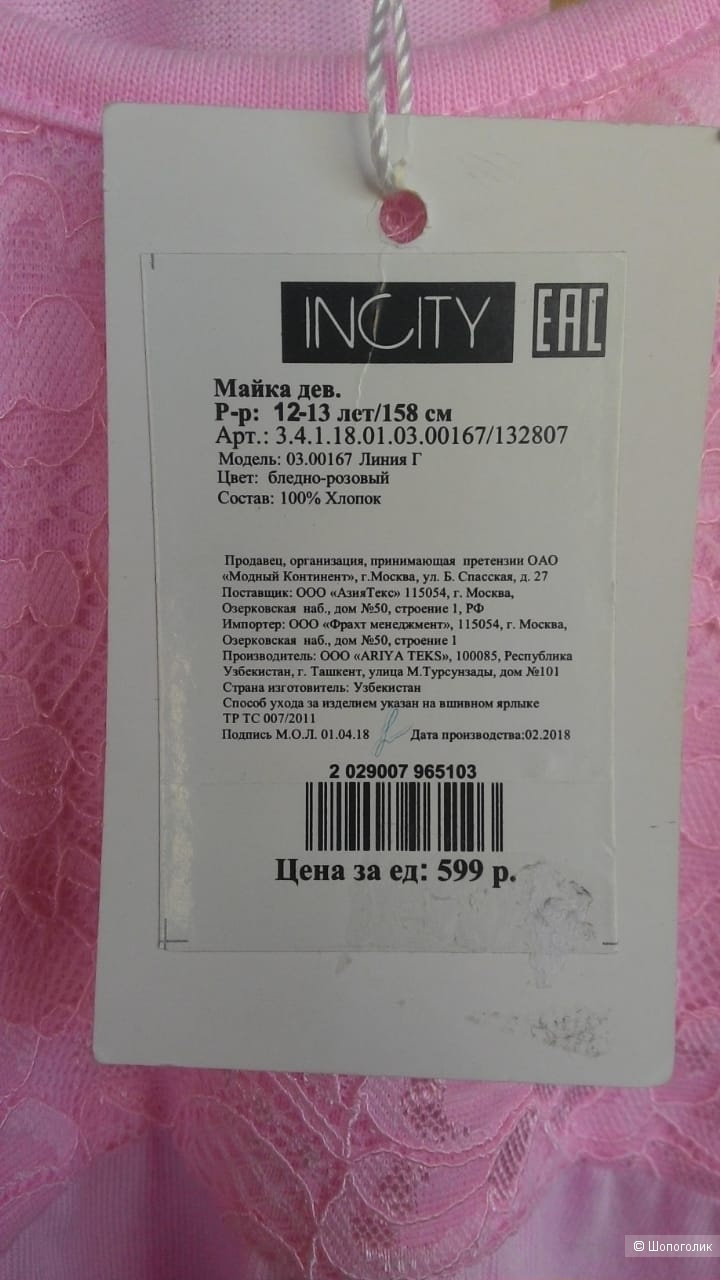 INCITY EAC
Майка дев.
Р-р: 12-13 лет/158 см
Арт.: 3.4.1.18.01.03.00167/132807
Модель: 03.00167 Линия Г
Цвет: бледно-розовый
Состав: 100% Хлопок
Продавец, организация, принимающая претензии ОАО
«Модный Континент», г.Москва, ул. Б. Спасская, д. 27
Поставщик: ООО «АзияТекс» 115054, г. Москва,
Озерковская наб., дом №50, строение 1, РФ
Импортер: ООО «Фрахт менеджмент», 115054, г. Москва,
Озерковская наб., дом №50, строение 1
Производитель: ООО «ARIYA TEKS», 100085, Республика
Узбекистан, г. Ташкент, улица М.Турсунзады, дом №101
Страна изготовитель: Узбекистан
Способ ухода за изделием указан на вшивном ярлыке
ТР ТС 007/2011
Подпись М.О.Л. 01.04.18 Дата производства:02.2018
2 029007 965103
Цена за ед: 599 р.
© Шопоголик